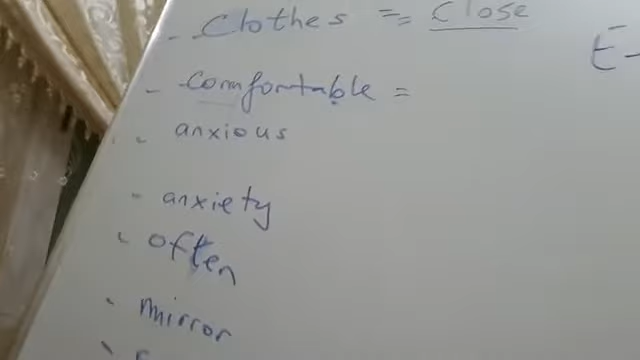 - Clothes == Close
- comfortable =
- anxious
- anxiety
- often
- mirror